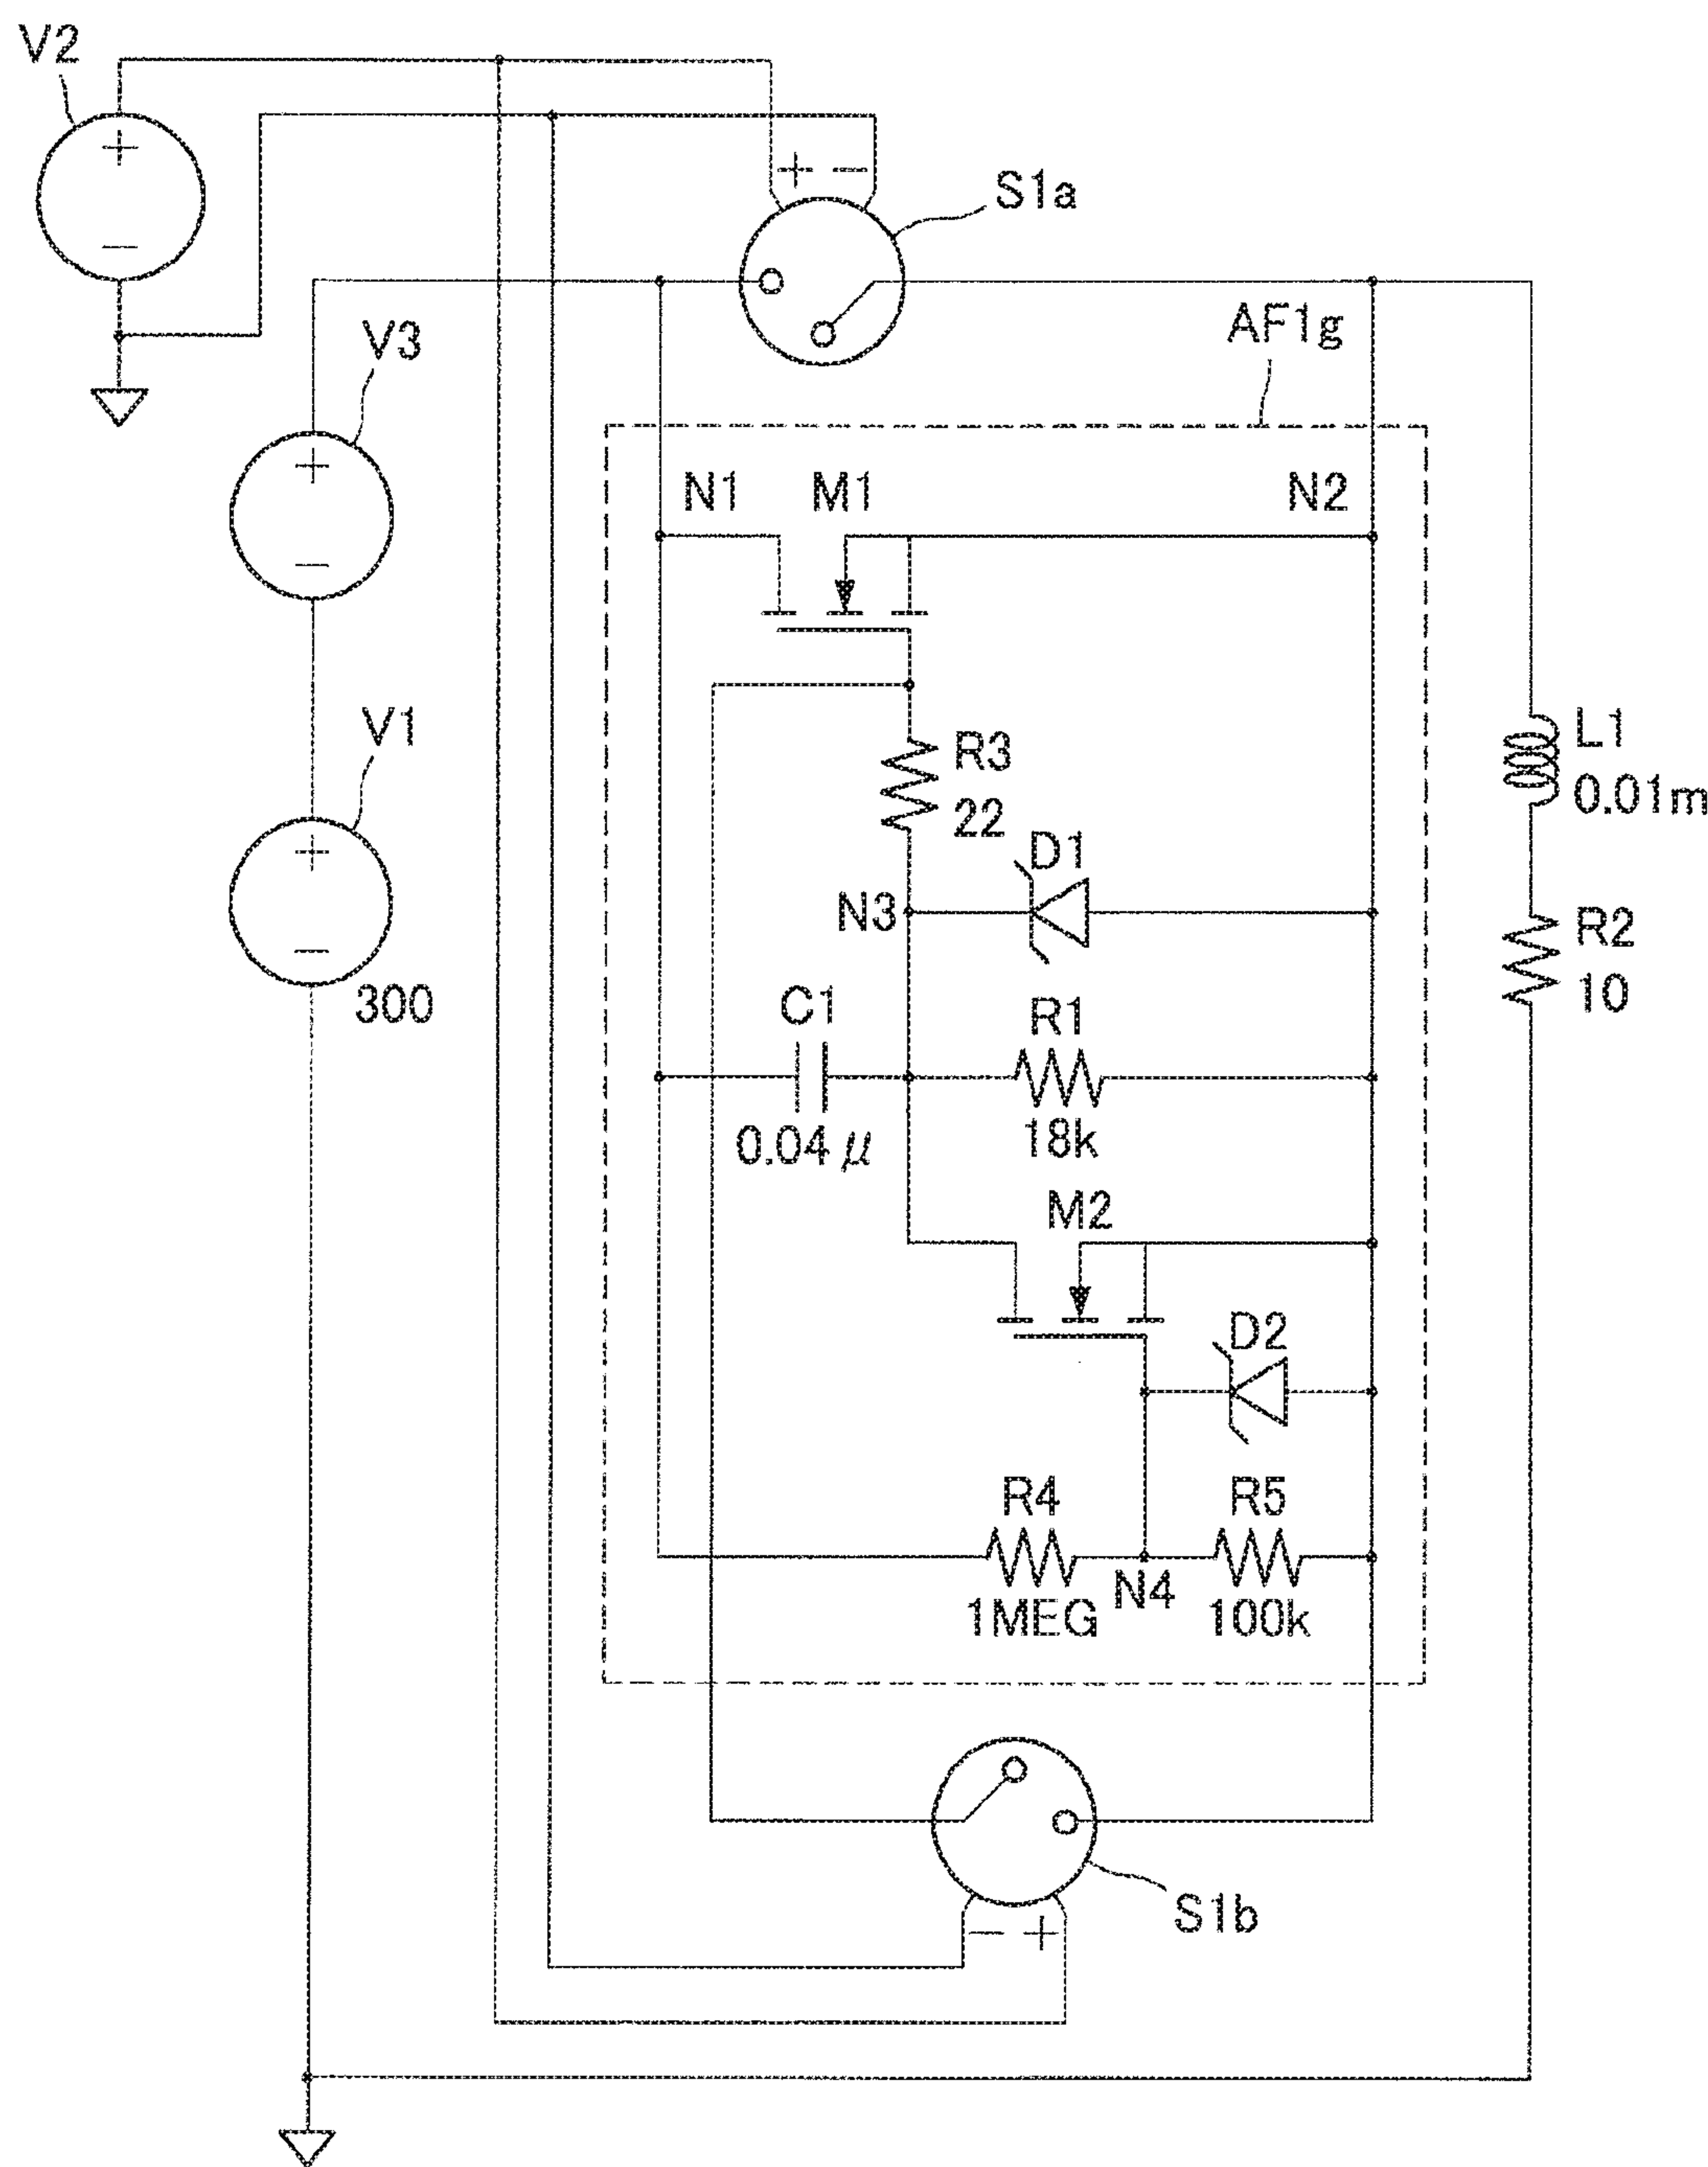 V2
+
−
+ −
S1a
V3
AF1g
+
−
N1 M1 N2
V1
+
−
300
R3
22
L1
0.01m
D1
N3
R2
10
C1
0.04μ
R1
18k
M2
D2
R4
1MEG
N4
R5
100k
S1b
− +